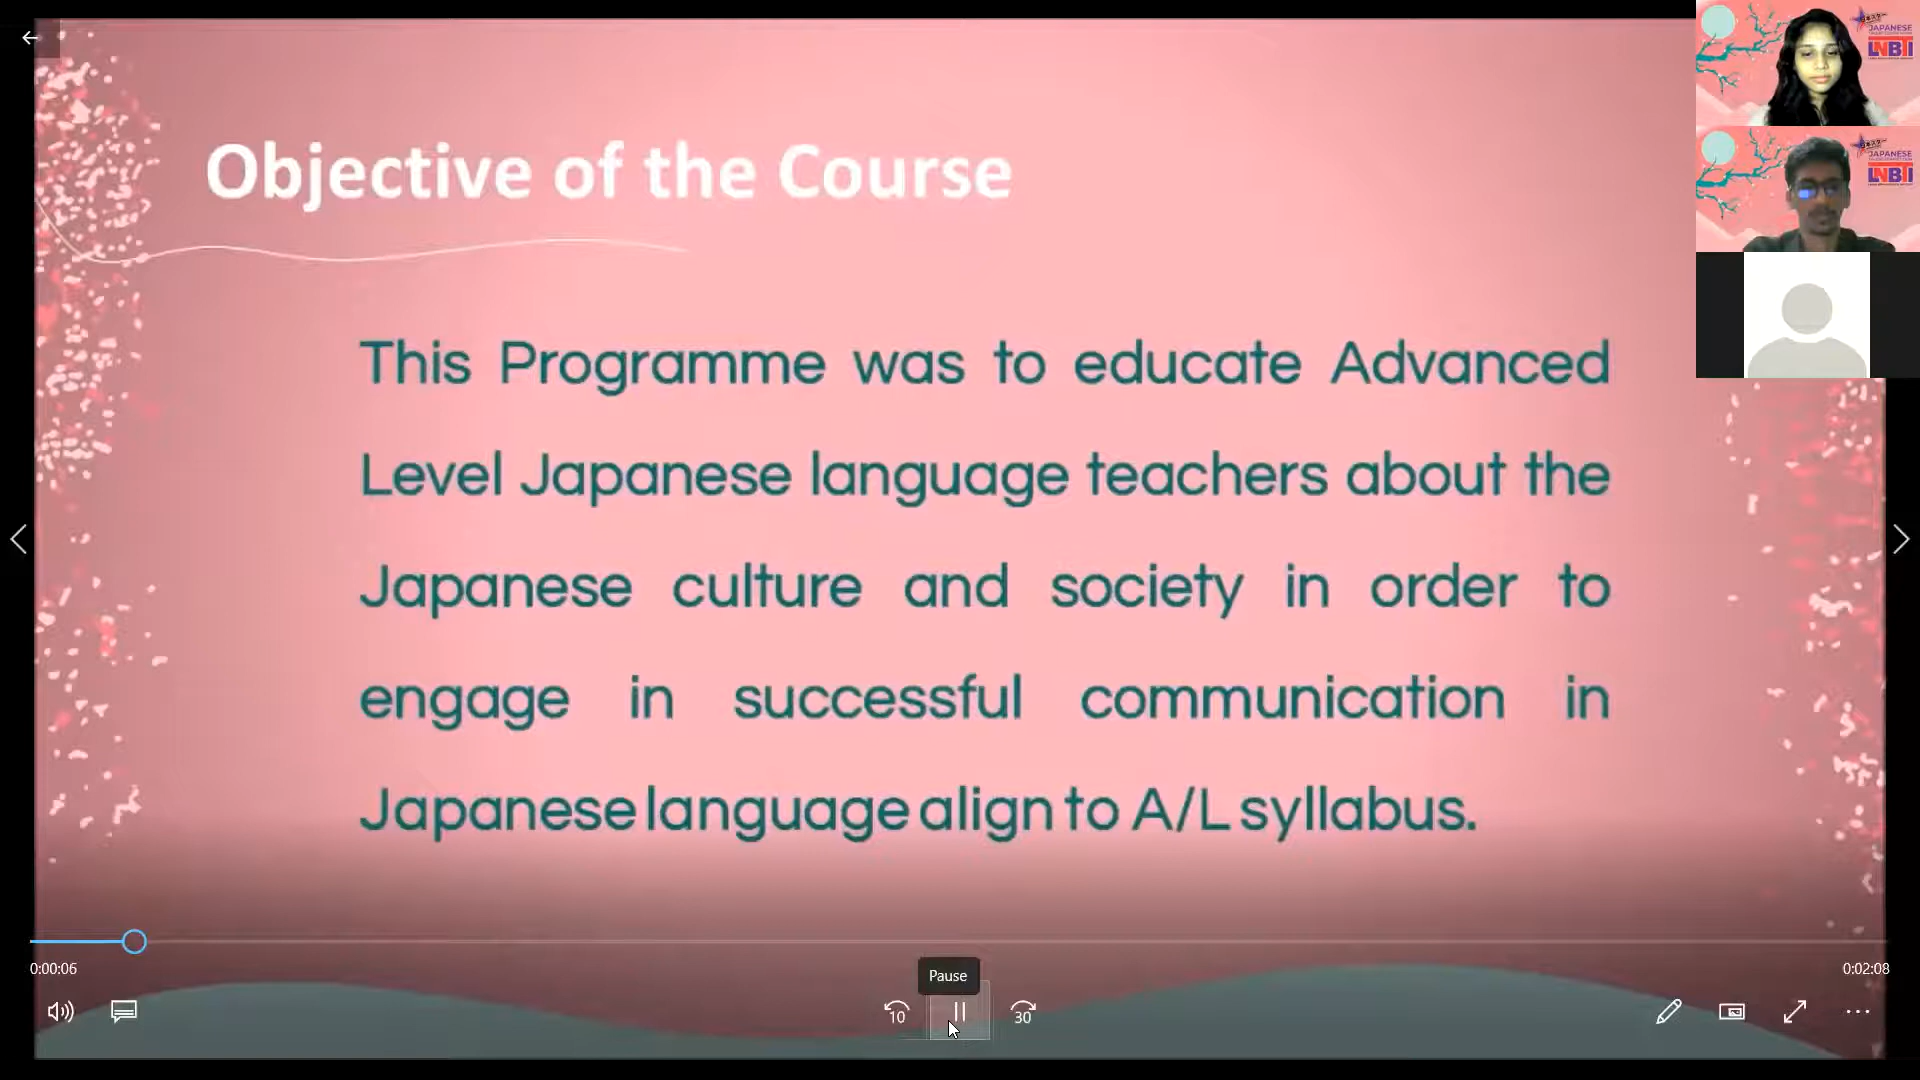 Objective of the Course
This Programme was to educate Advanced
Level Japanese language teachers about the
Japanese culture and society in order to
engage in successful communication in
Japanese language align to A/L syllabus.
JAPANESE
LNBTI
JAPANESE
LNBTI
0:00:06
0:02:08
Pause
10
30